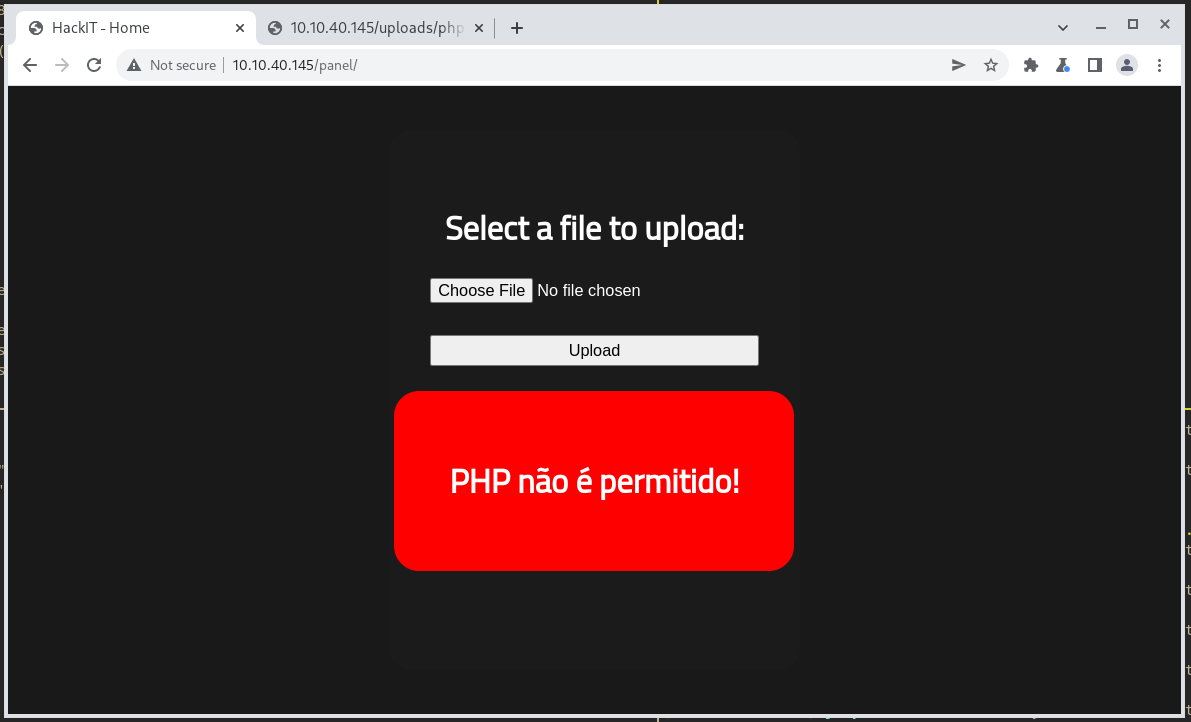 HackIT - Home
10.10.40.145/uploads/php
Not secure
10.10.40.145/panel/
Select a file to upload:
Choose File No file chosen
Upload
PHP não é permitido!